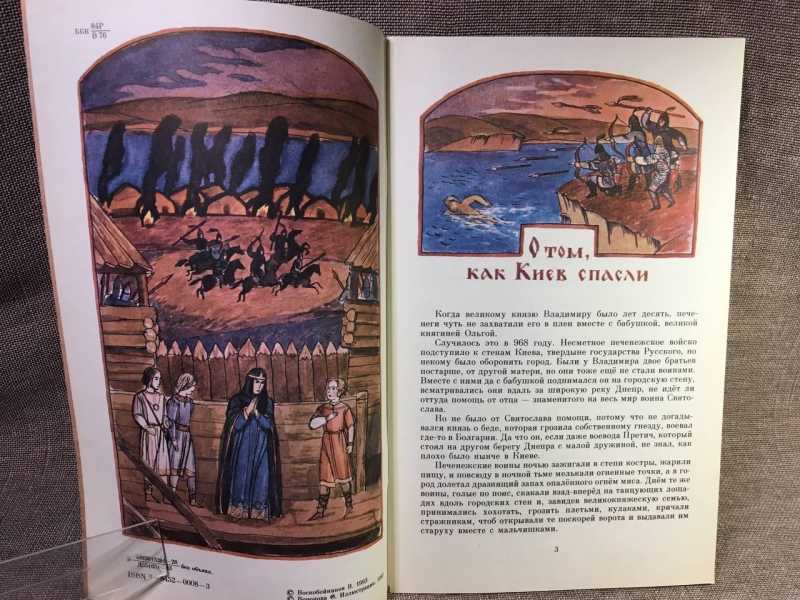 ББК 84Р
В 76
ISBN
© Воскобойников В. 1993
О том,
как Киев спасли
Когда великому князю Владимиру было лет десять, пече-
неги чуть не захватили его в плен вместе с бабушкой, великой
княгиней Ольгой.
Случилось это в 968 году. Несметное печенежское войско
подступило к стенам Киева, твердыне государства Русского, но
некому было оборонять город. Были у Владимира двое братьев
постарше, от другой матери, но они тоже ещё не стали воинами.
Вместе с ними да с бабушкой поднимался он на городскую стену,
всматривались они вдаль за широкую реку Днепр, не идёт ли
оттуда помощь от отца — знаменитого на весь мир воина Свято-
слава.
Но не было от Святослава помощи, потому что не догады-
вался князь о беде, которая грозила собственному гнезду, воевал
где-то в Болгарии. Да что он, если даже воевода Претич, который
стоял на другом берегу Днепра с малой дружиной, не знал, как
плохо было нынче в Киеве.
Печенежские воины ночью зажигали в степи костры, жарили
пищу, и повсюду в ночной тьме мелькали огненные точки, а в го-
род долетал дразнящий запах опалённого огнём мяса. Днём те же
воины, голые по пояс, скакали взад-вперёд на танцующих лоша-
дях вдоль городских стен и, завидев великокняжескую семью,
принимались хохотать, грозить плетьми, кулаками, кричали
стражникам, чтоб открывали те поскорей ворота и выдавали им
старуху вместе с мальчишками.
3